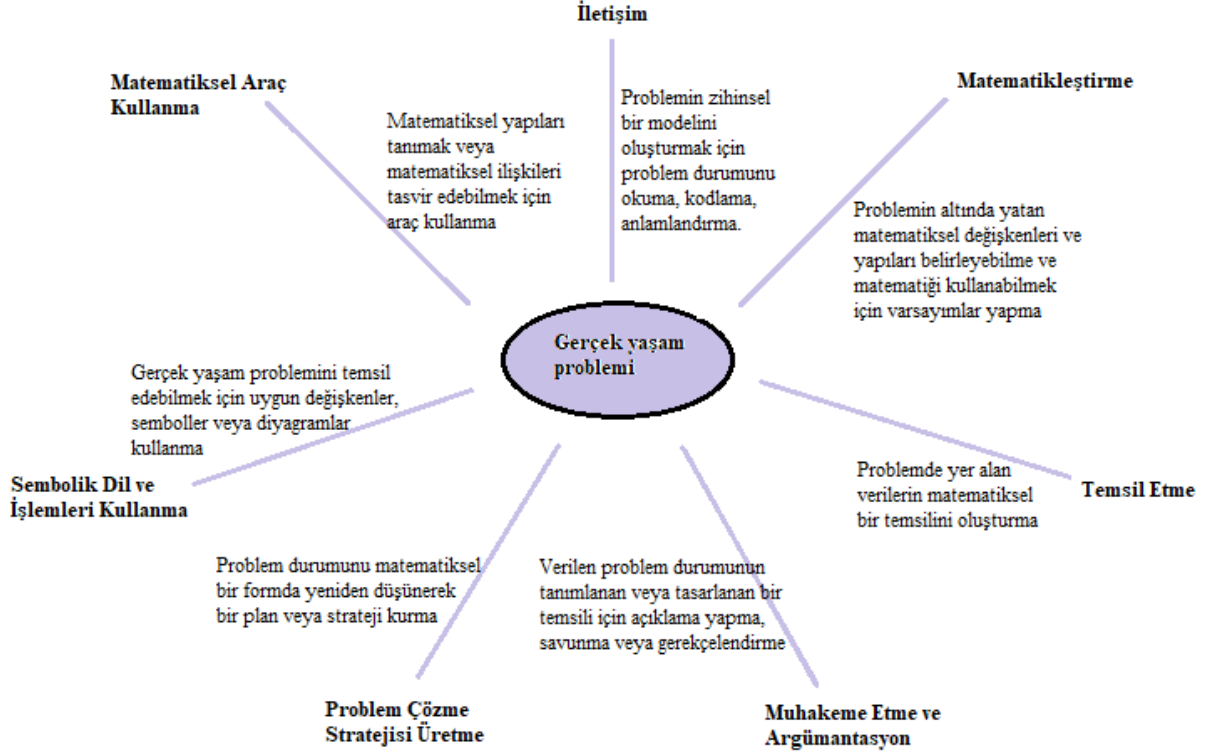 İletişim
Matematiksel Araç
Kullanma
Matematiksel yapıları
tanımak veya
matematiksel ilişkileri
tasvir edebilmek için
araç kullanma
Problemin zihinsel
bir modelini
oluşturmak için
problem durumunu
okuma, kodlama,
anlamlandırma.
Matematikleştirme
Problemin altında yatan
matematiksel değişkenleri ve
yapıları belirleyebilme ve
matematiği kullanabilmek
için varsayımlar yapma
Gerçek yaşam
problemi
Gerçek yaşam problemini temsil
edebilmek için uygun değişkenler,
semboller veya diyagramlar
kullanma
Sembolik Dil ve
İşlemleri Kullanma
Problemde yer alan
verilerin matematiksel
bir temsilini oluşturma
Temsil Etme
Problem durumunu matematiksel
bir formda yeniden düşünerek
bir plan veya strateji kurma
Verilen problem durumunun
tanımlanan veya tasarlanan bir
temsili için açıklama yapma,
savunma veya gerekçelendirme
Problem Çözme
Stratejisi Üretme
Muhakeme Etme ve
Argümantasyon